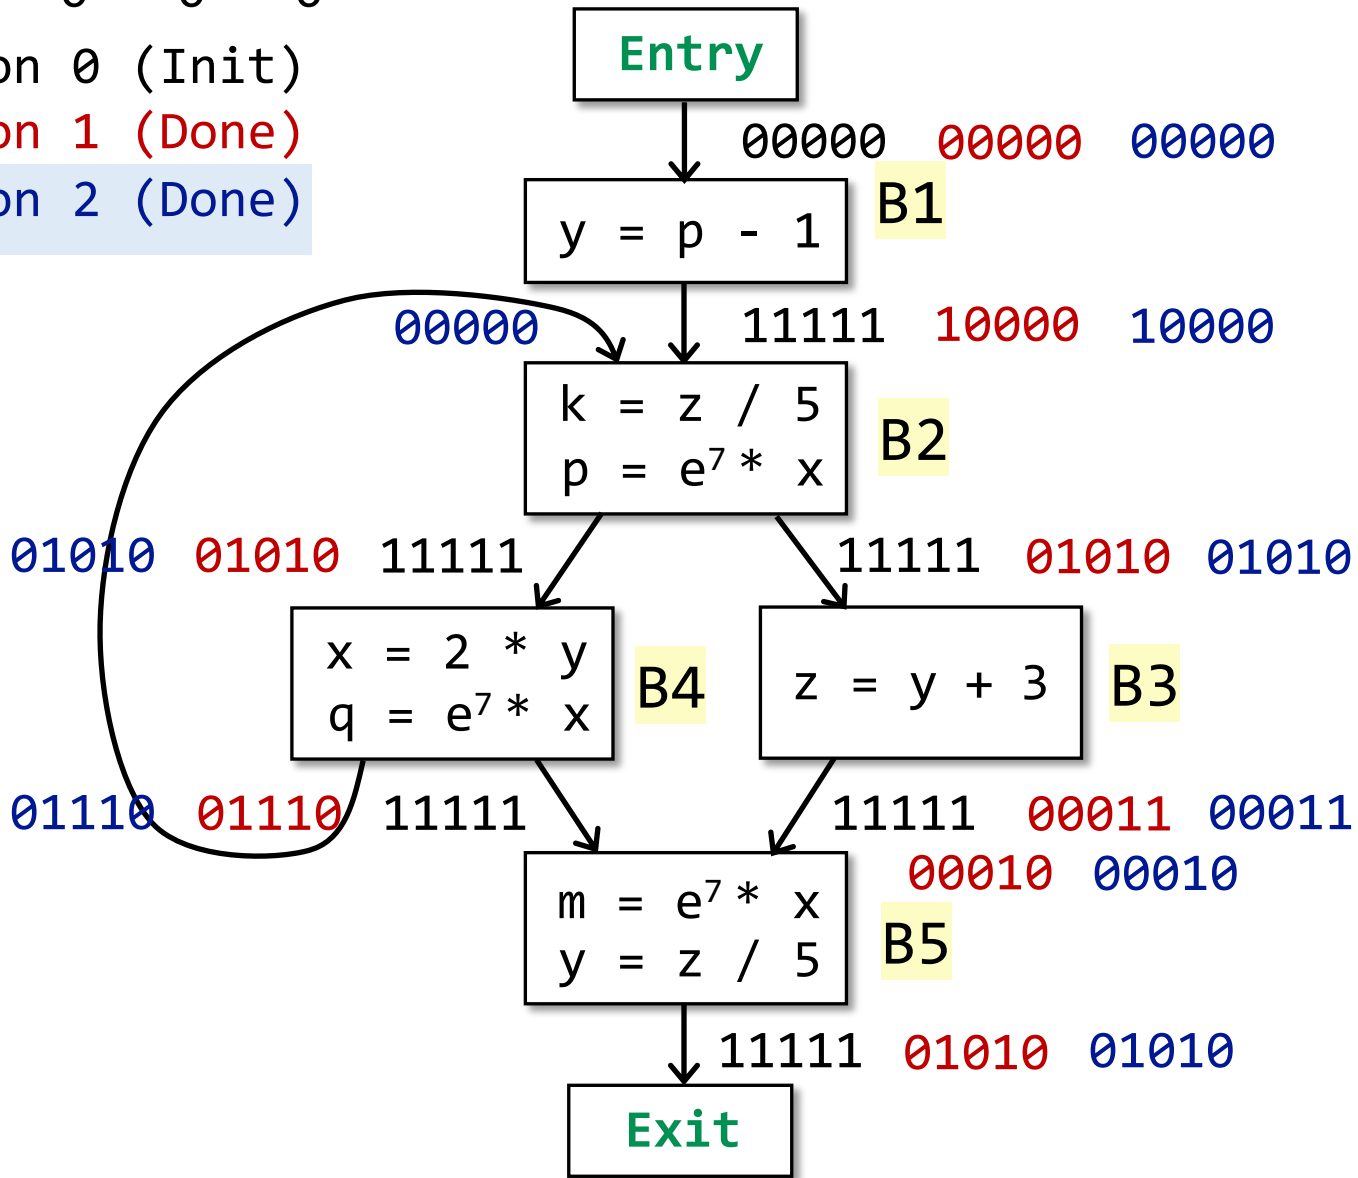 on 0 (Init)
on 1 (Done)
on 2 (Done)
Entry
00000 00000 00000
B1
y = p - 1
00000
11111 10000 10000
k = z / 5
p = e⁷ * x
B2
01010 01010 11111
11111 01010 01010
x = 2 * y
q = e⁷ * x
B4
z = y + 3
B3
01110 01110 11111
11111 00011 00011
00010 00010
m = e⁷ * x
y = z / 5
B5
11111 01010 01010
Exit